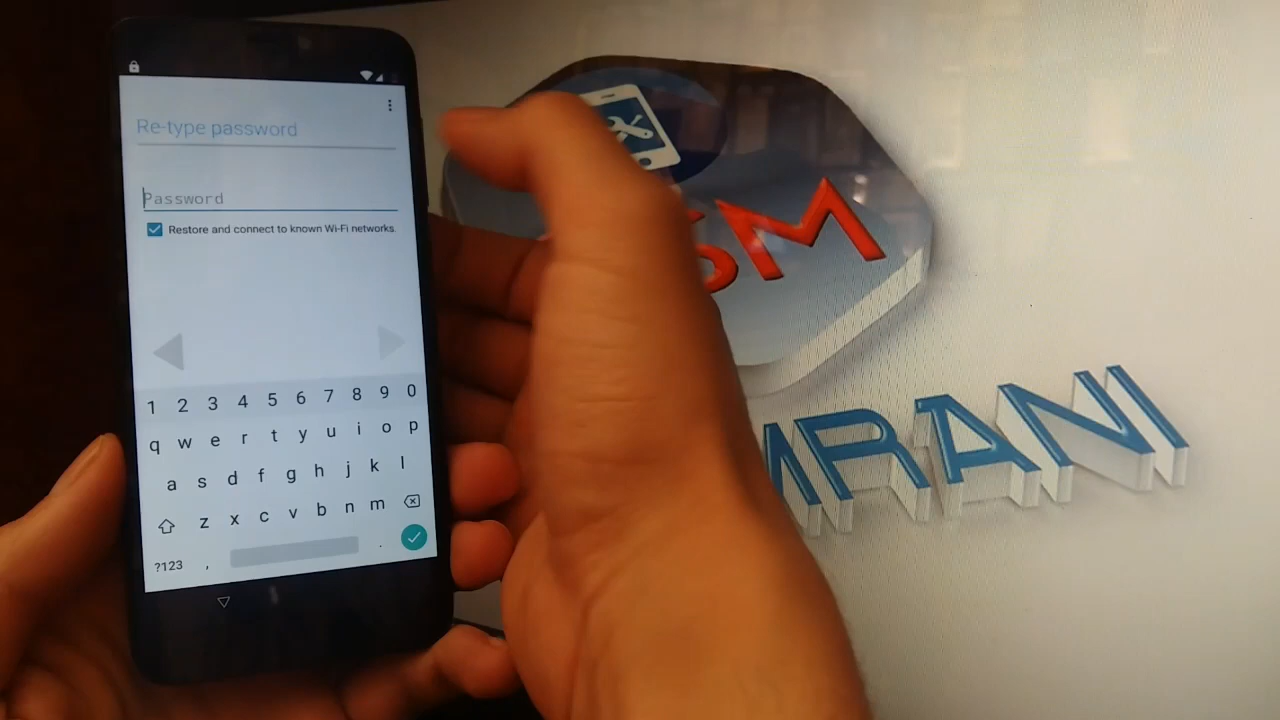 Re-type password
Password
Restore and connect to known Wi-Fi networks.
1 2 3 4 5 6 7 8 9 0
q w e r t y u i o p
a s d f g h j k l
z x c v b n m
?123 , .
SM
MRANI